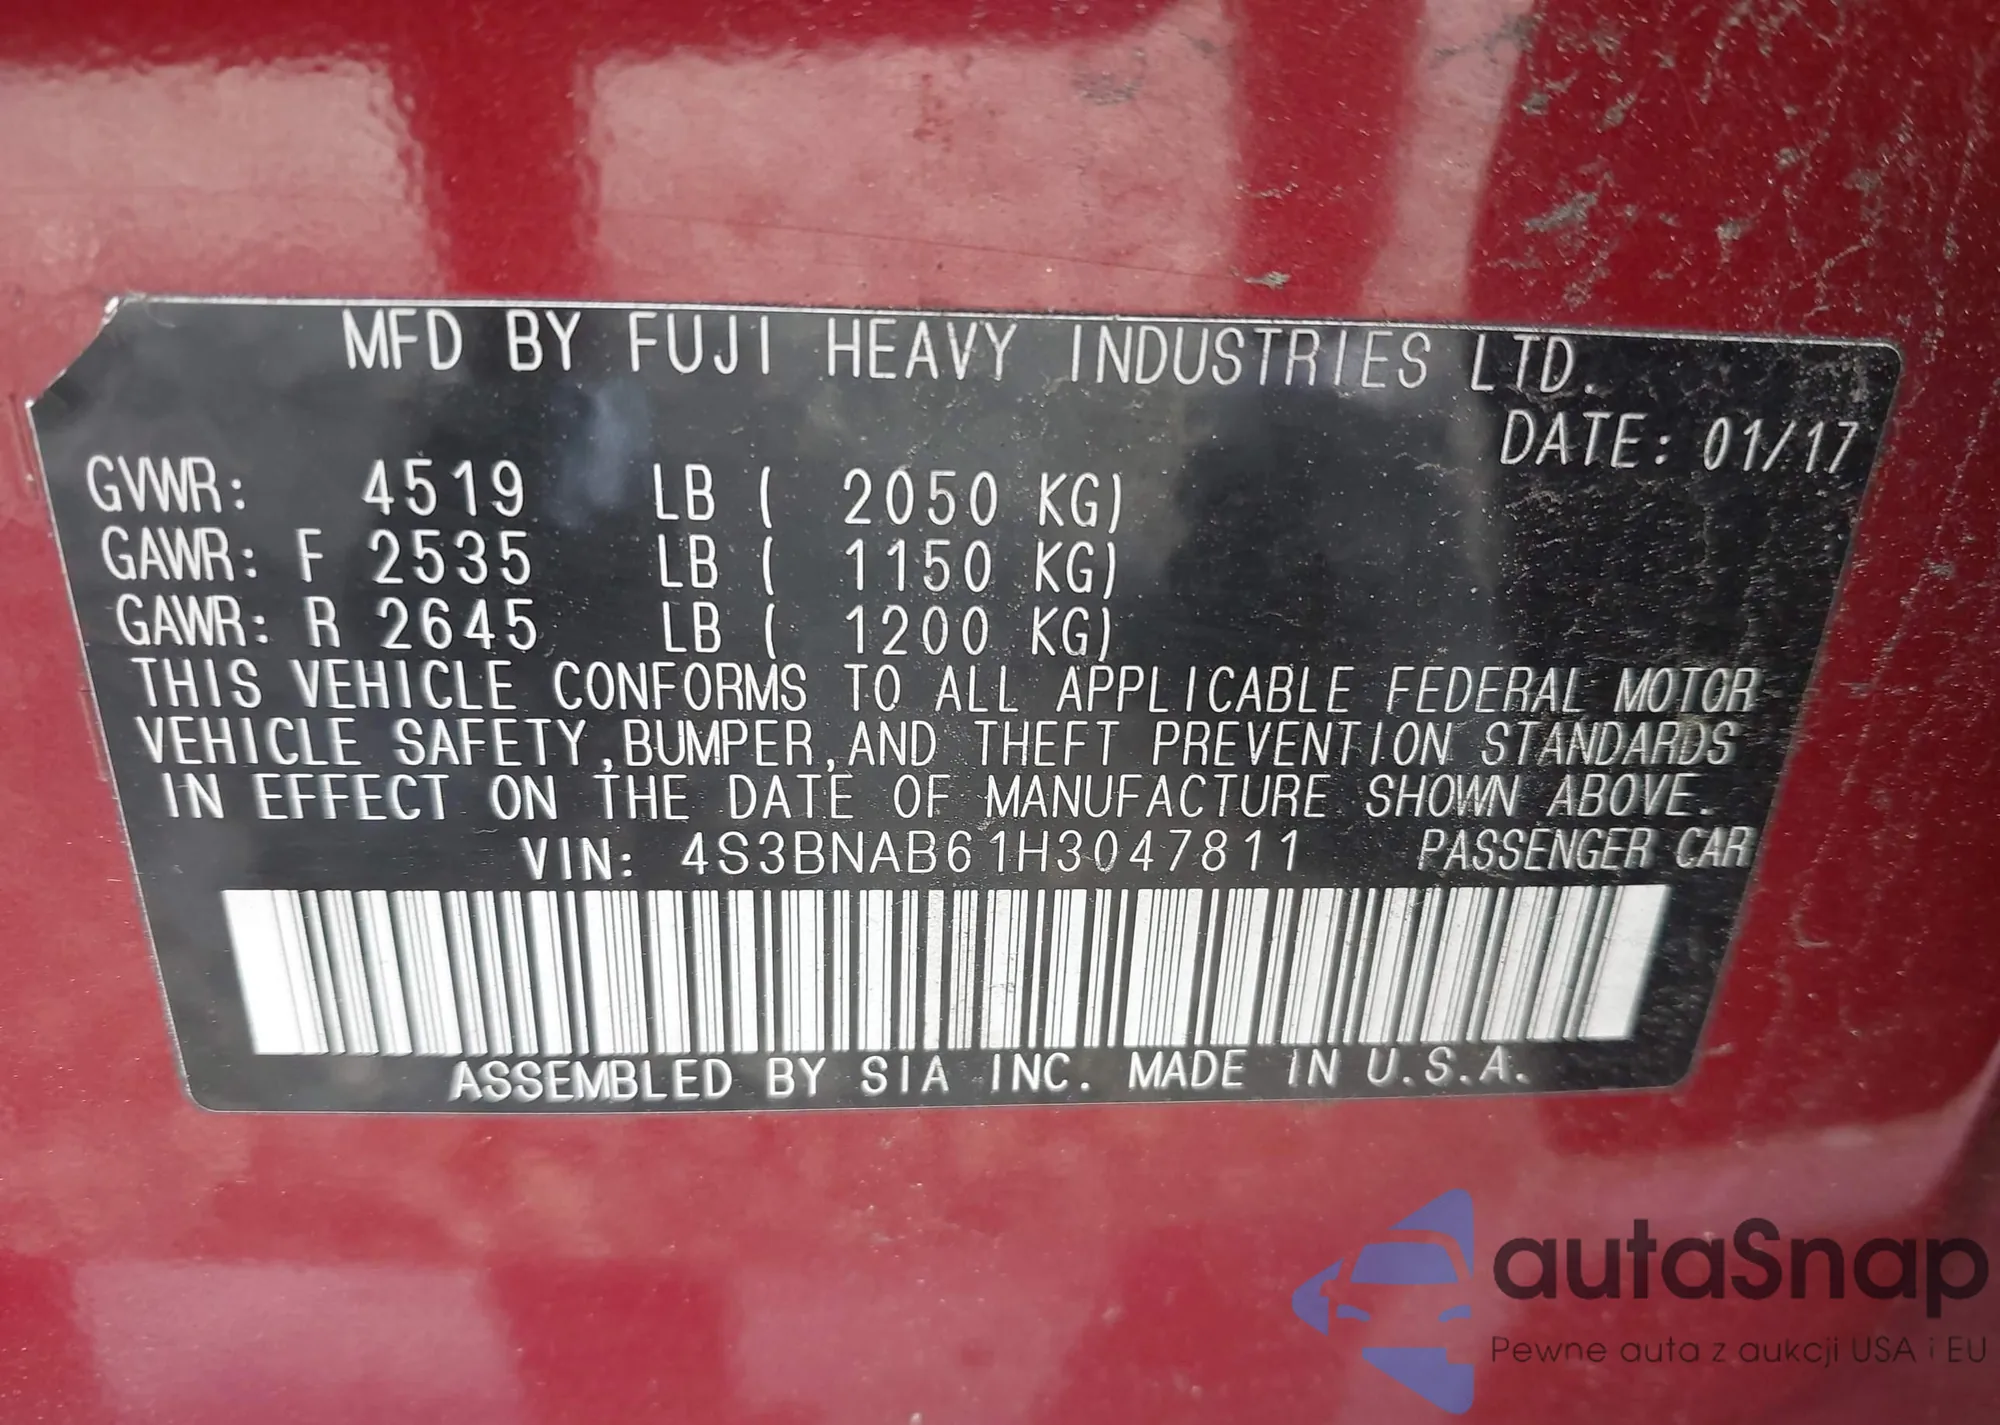 MFD BY FUJI HEAVY INDUSTRIES LTD.
DATE: 01/17
GVWR: 4519 LB ( 2050 KG)
GAWR: F 2535 LB ( 1150 KG)
GAWR: R 2645 LB ( 1200 KG)
THIS VEHICLE CONFORMS TO ALL APPLICABLE FEDERAL MOTOR
VEHICLE SAFETY,BUMPER,AND THEFT PREVENTION STANDARDS
IN EFFECT ON THE DATE OF MANUFACTURE SHOWN ABOVE.
VIN: 4S3BNAB61H3047811 PASSENGER CAR
ASSEMBLED BY SIA INC. MADE IN U.S.A.
autaSnap
Pewne auta z aukcji USA i EU